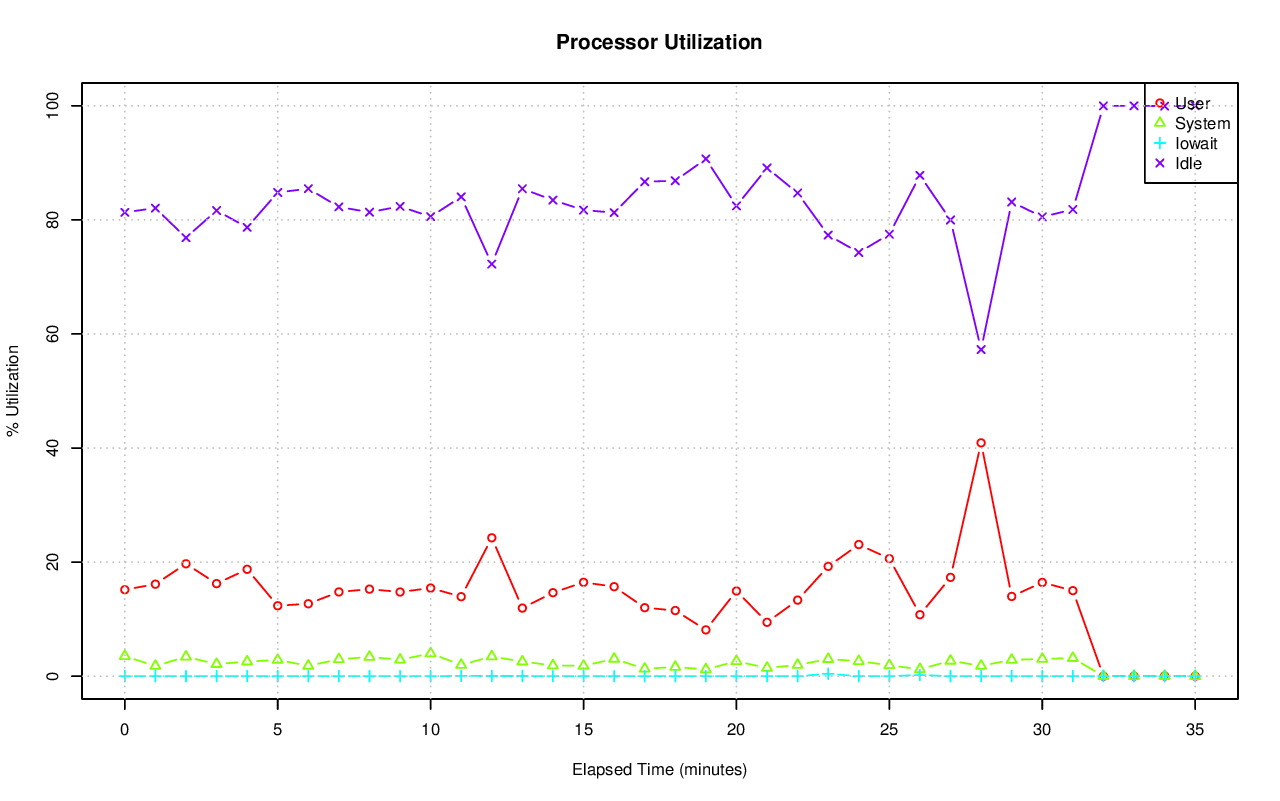 Processor Utilization
100
80
60
40
20
0
% Utilization
User
System
Iowait
Idle
0 5 10 15 20 25 30 35
Elapsed Time (minutes)